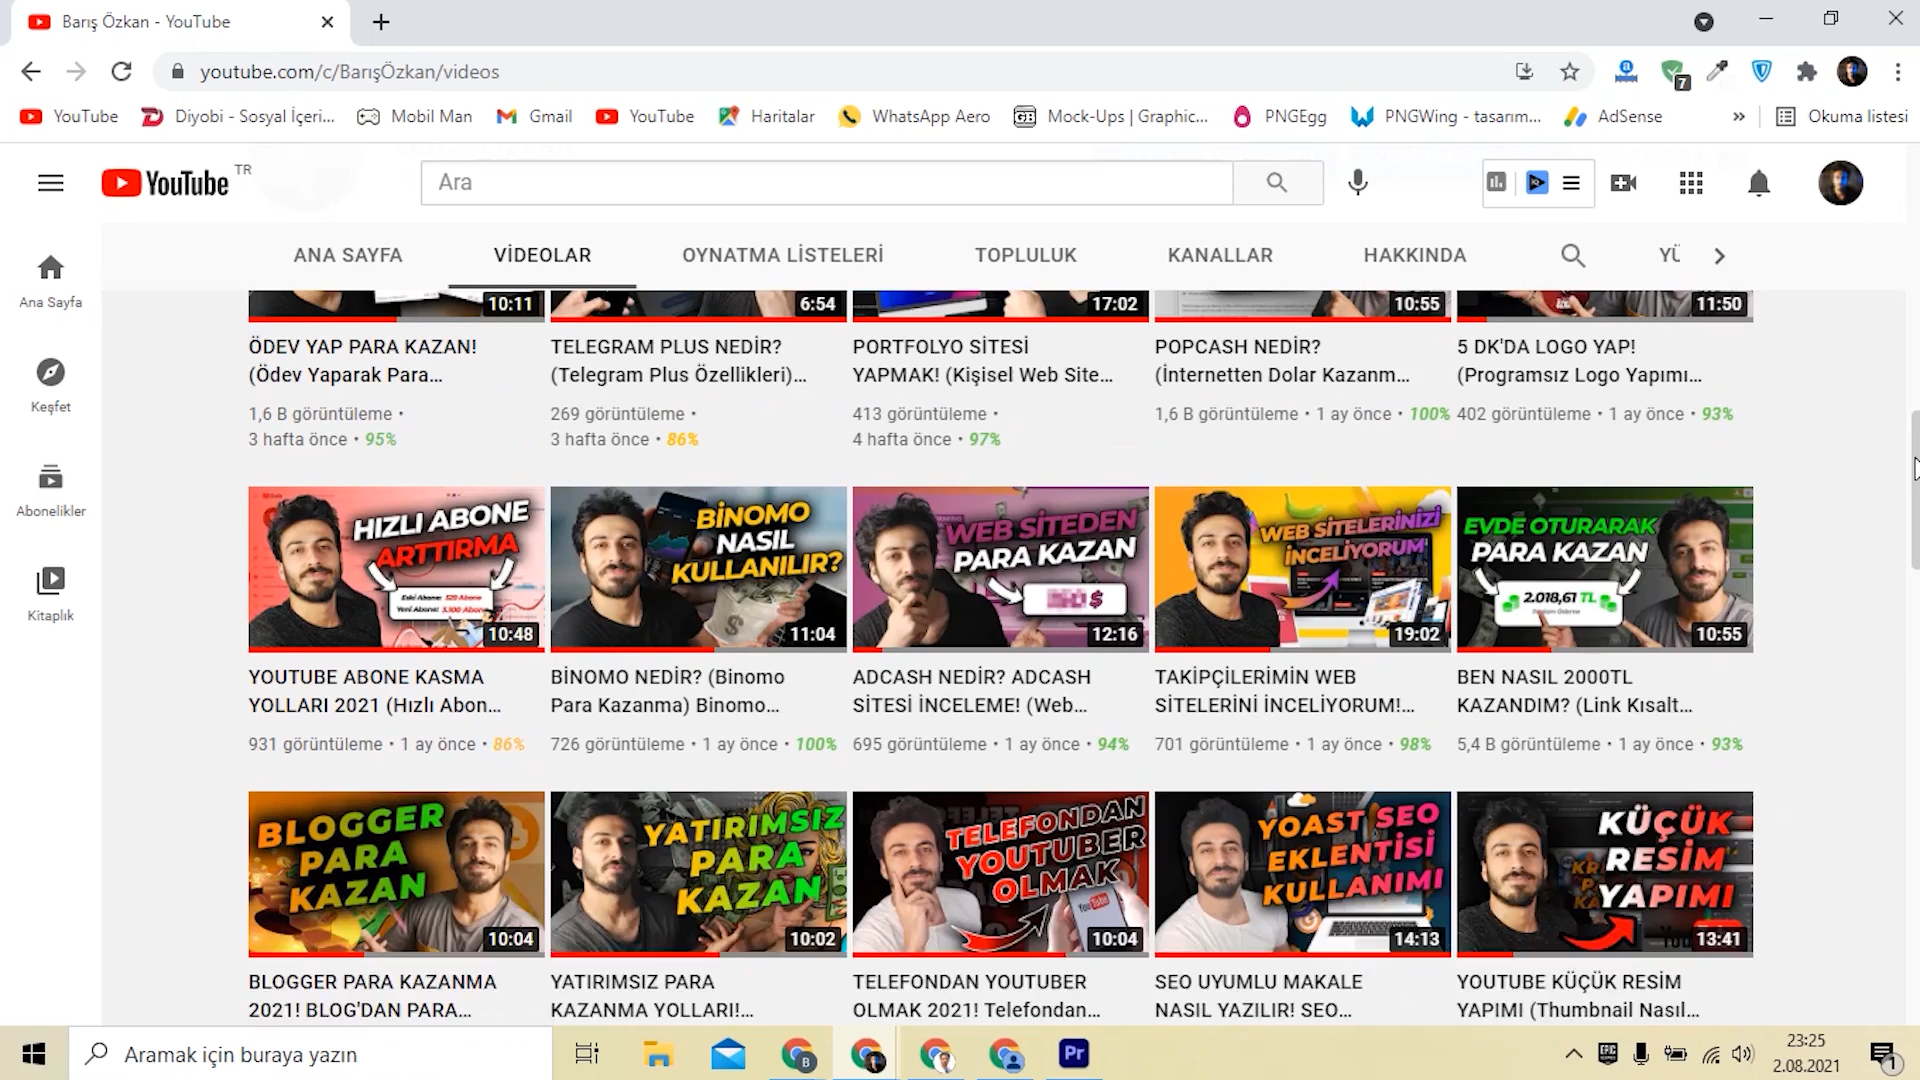 Barış Özkan - YouTube
youtube.com/c/BarışÖzkan/videos
7
YouTube
Diyobi - Sosyal İçeri...
Mobil Man
Gmail
YouTube
Haritalar
WhatsApp Aero
Mock-Ups | Graphic...
PNGEgg
PNGWing - tasarım...
AdSense
»
Okuma listesi
YouTube TR
Ara
ANA SAYFA
VİDEOLAR
OYNATMA LİSTELERİ
TOPLULUK
KANALLAR
HAKKINDA
YÜ
Ana Sayfa
Keşfet
Abonelikler
Kitaplık
10:11
6:54
17:02
10:55
11:50
ÖDEV YAP PARA KAZAN!
(Ödev Yaparak Para...
1,6 B görüntüleme •
3 hafta önce • 95%
TELEGRAM PLUS NEDİR?
(Telegram Plus Özellikleri)...
269 görüntüleme •
3 hafta önce • 86%
PORTFOLYO SİTESİ
YAPMAK! (Kişisel Web Site...
413 görüntüleme •
4 hafta önce • 97%
POPCASH NEDİR?
(İnternetten Dolar Kazanm...
1,6 B görüntüleme • 1 ay önce • 100%
5 DK'DA LOGO YAP!
(Programsız Logo Yapımı...
402 görüntüleme • 1 ay önce • 93%
HIZLI ABONE
ARTTIRMA
Eski Abone: 529 Abone
Yeni Abone: 3.100 Abone
10:48
BİNOMO
NASIL
KULLANILIR?
11:04
WEB SİTEDEN
PARA KAZAN
$
12:16
WEB SİTELERİNİZİ
İNCELİYORUM!
19:02
EVDE OTURARAK
PARA KAZAN
2.018,61 TL
10:55
YOUTUBE ABONE KASMA
YOLLARI 2021 (Hızlı Abon...
931 görüntüleme • 1 ay önce • 86%
BİNOMO NEDİR? (Binomo
Para Kazanma) Binomo...
726 görüntüleme • 1 ay önce • 100%
ADCASH NEDİR? ADCASH
SİTESİ İNCELEME! (Web...
695 görüntüleme • 1 ay önce • 94%
TAKİPÇİLERİMİN WEB
SİTELERİNİ İNCELİYORUM!...
701 görüntüleme • 1 ay önce • 98%
BEN NASIL 2000TL
KAZANDIM? (Link Kısalt...
5,4 B görüntüleme • 1 ay önce • 93%
BLOGGER
PARA
KAZAN
10:04
YATIRIMSIZ
PARA
KAZAN
10:02
TELEFONDAN
YOUTUBER
OLMAK
YouTube
10:04
YOAST SEO
EKLENTİSİ
KULLANIMI
14:13
KÜÇÜK
RESİM
YAPIMI
13:41
BLOGGER PARA KAZANMA
2021! BLOG'DAN PARA...
YATIRIMSIZ PARA
KAZANMA YOLLARI!...
TELEFONDAN YOUTUBER
OLMAK 2021! Telefondan...
SEO UYUMLU MAKALE
NASIL YAZILIR! SEO...
YOUTUBE KÜÇÜK RESİM
YAPIMI (Thumbnail Nasıl...
Aramak için buraya yazın
B
Pr
EPIC
23:25
2.08.2021
1